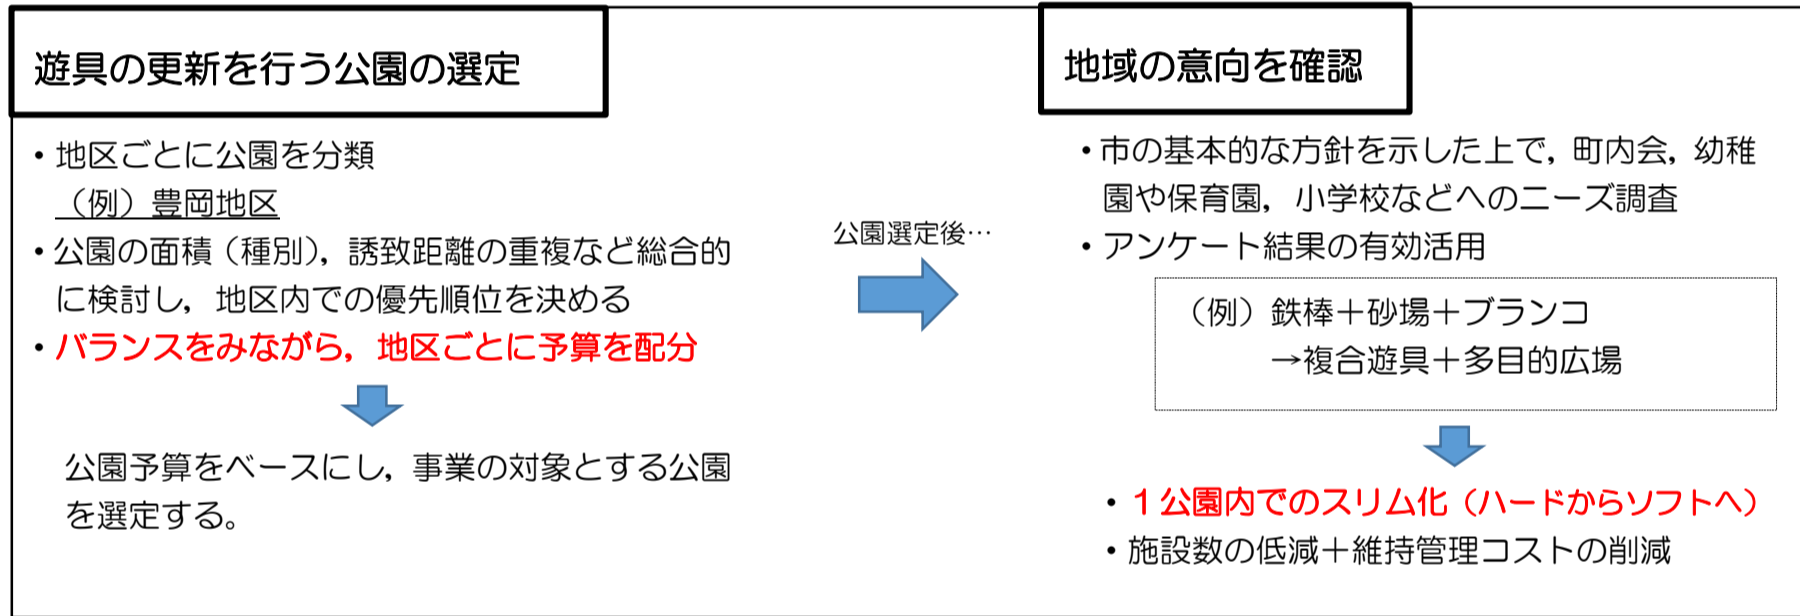 遊具の更新を行う公園の選定
・地区ごとに公園を分類
（例）豊岡地区
・公園の面積（種別），誘致距離の重複など総合的
に検討し，地区内での優先順位を決める
・バランスをみながら，地区ごとに予算を配分
公園予算をベースにし，事業の対象とする公園
を選定する。
公園選定後…
地域の意向を確認
・市の基本的な方針を示した上で，町内会，幼稚
園や保育園，小学校などへのニーズ調査
・アンケート結果の有効活用
（例）鉄棒＋砂場＋ブランコ
→複合遊具＋多目的広場
・１公園内でのスリム化（ハードからソフトへ）
・施設数の低減＋維持管理コストの削減